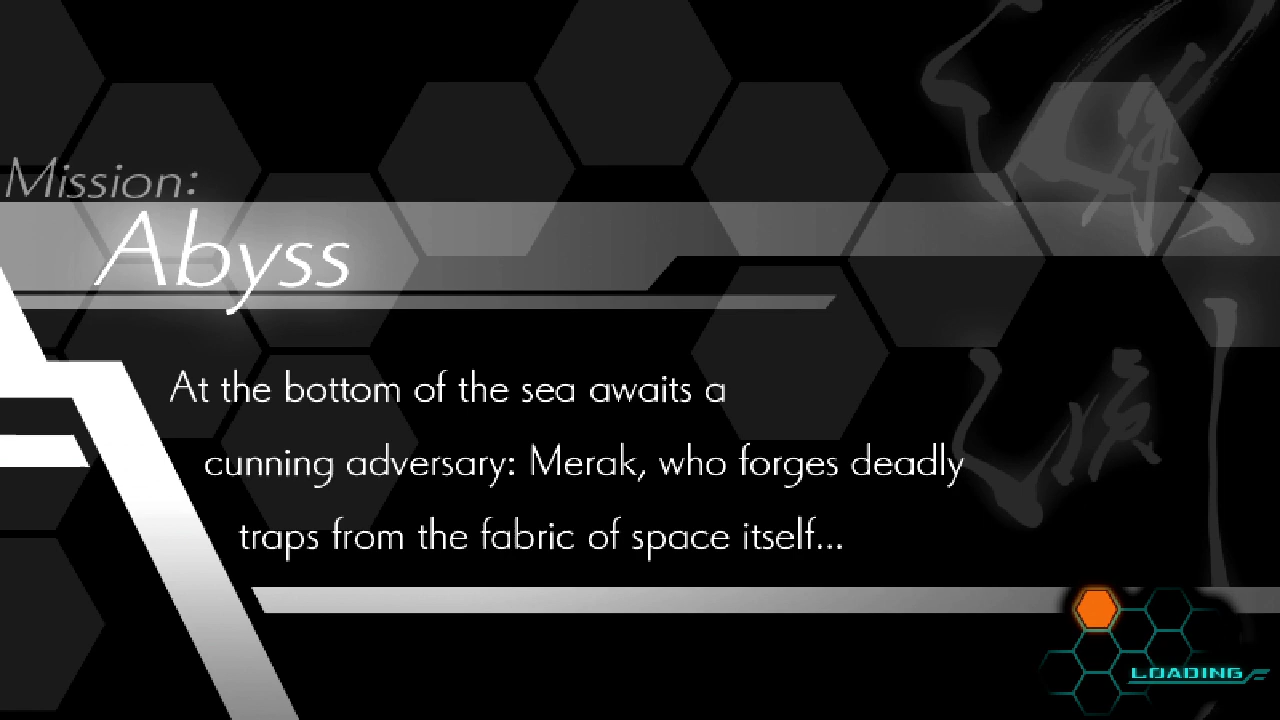 Mission:
Abyss
At the bottom of the sea awaits a
cunning adversary: Merak, who forges deadly
traps from the fabric of space itself...
LOADING